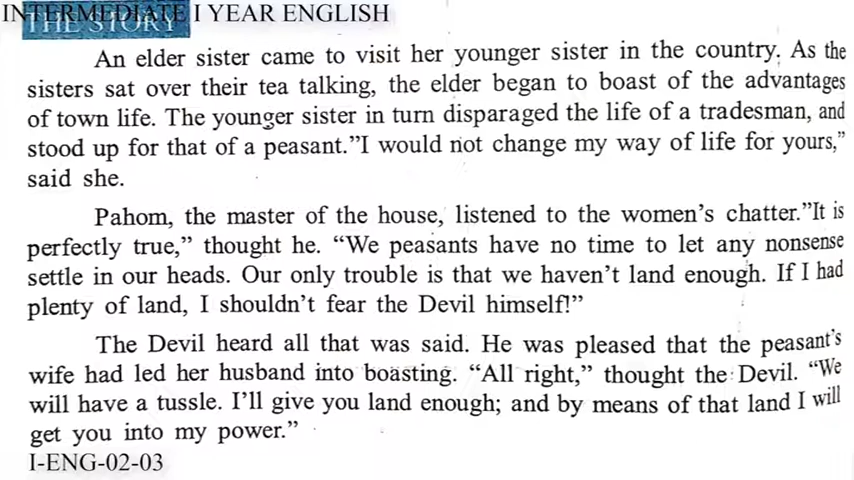 INTERMEDIATE I YEAR ENGLISH
THE STORY
An elder sister came to visit her younger sister in the country. As the
sisters sat over their tea talking, the elder began to boast of the advantages
of town life. The younger sister in turn disparaged the life of a tradesman, and
stood up for that of a peasant."I would not change my way of life for yours,"
said she.
Pahom, the master of the house, listened to the women's chatter."It is
perfectly true," thought he. "We peasants have no time to let any nonsense
settle in our heads. Our only trouble is that we haven't land enough. If I had
plenty of land, I shouldn't fear the Devil himself!"
The Devil heard all that was said. He was pleased that the peasant's
wife had led her husband into boasting. "All right," thought the Devil. "We
will have a tussle. I'll give you land enough; and by means of that land I will
get you into my power."
I-ENG-02-03